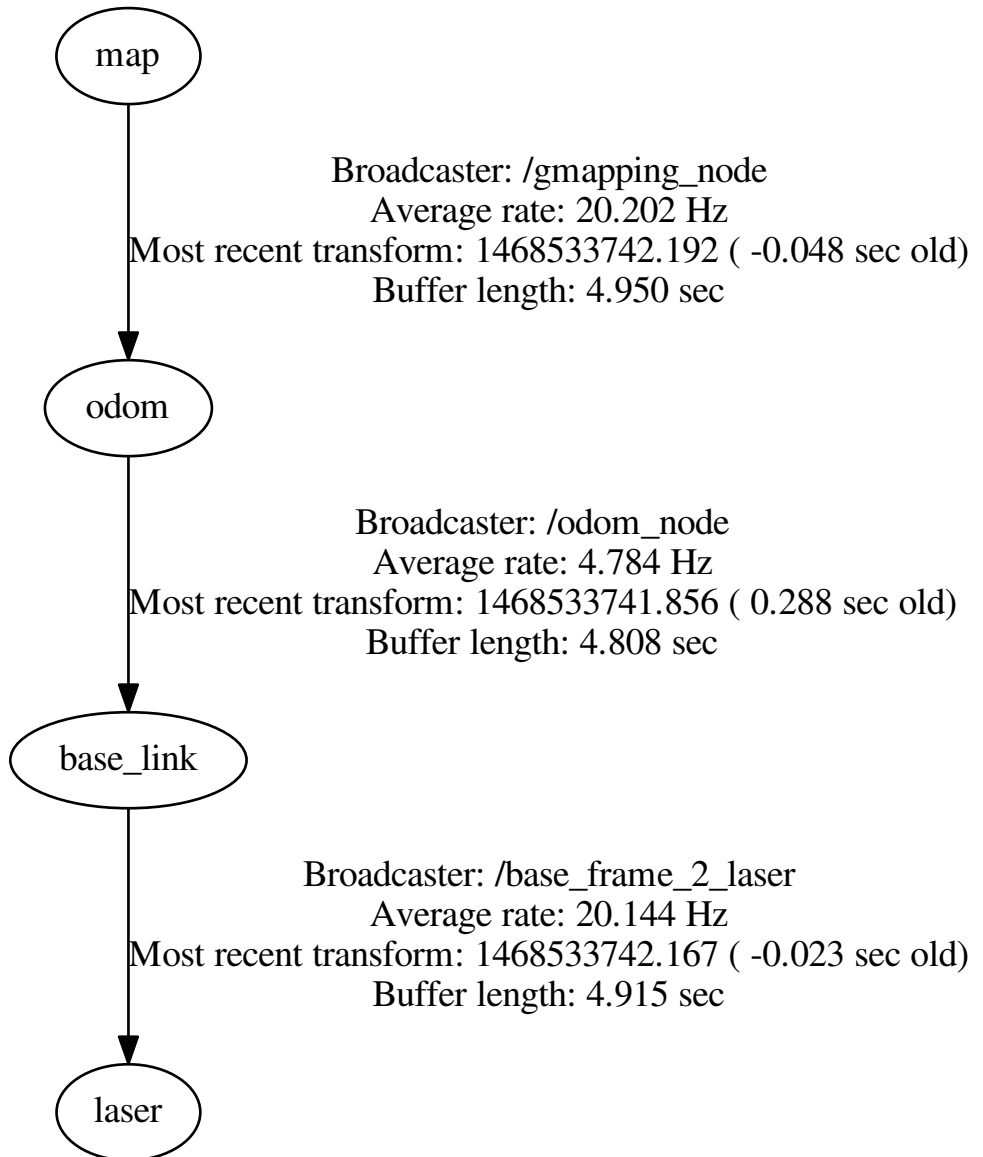 map
Broadcaster: /gmapping_node
Average rate: 20.202 Hz
Most recent transform: 1468533742.192 ( -0.048 sec old)
Buffer length: 4.950 sec
odom
Broadcaster: /odom_node
Average rate: 4.784 Hz
Most recent transform: 1468533741.856 ( 0.288 sec old)
Buffer length: 4.808 sec
base_link
Broadcaster: /base_frame_2_laser
Average rate: 20.144 Hz
Most recent transform: 1468533742.167 ( -0.023 sec old)
Buffer length: 4.915 sec
laser